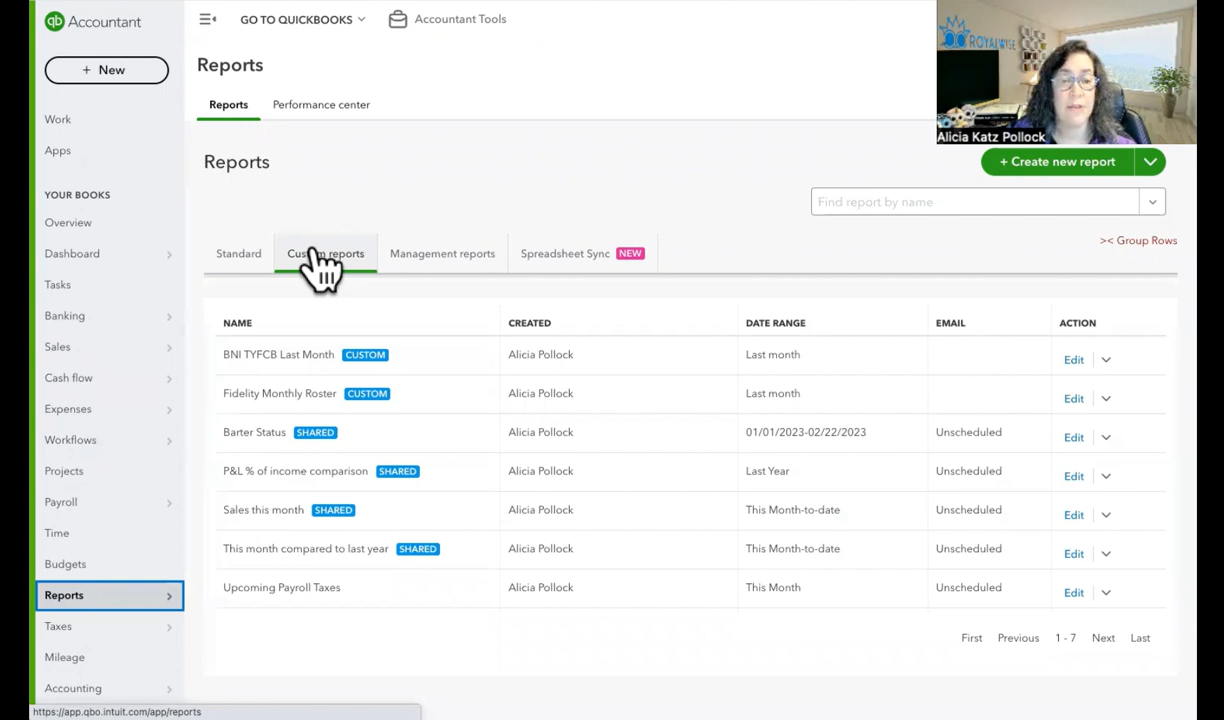 qb Accountant
GO TO QUICKBOOKS
Accountant Tools
+ New
Reports
Reports
Performance center
ROYALWISE
Alicia Katz Pollock
Work
Apps
YOUR BOOKS
Overview
Dashboard
Tasks
Banking
Sales
Cash flow
Expenses
Workflows
Projects
Payroll
Time
Budgets
Reports
Taxes
Mileage
Accounting
Reports
+ Create new report
Find report by name
Standard
Custom reports
Management reports
Spreadsheet Sync NEW
>< Group Rows
NAME CREATED DATE RANGE EMAIL ACTION
BNI TYFCB Last Month CUSTOM Alicia Pollock Last month Edit
Fidelity Monthly Roster CUSTOM Alicia Pollock Last month Edit
Barter Status SHARED Alicia Pollock 01/01/2023-02/22/2023 Unscheduled Edit
P&L % of income comparison SHARED Alicia Pollock Last Year Unscheduled Edit
Sales this month SHARED Alicia Pollock This Month-to-date Unscheduled Edit
This month compared to last year SHARED Alicia Pollock This Month-to-date Unscheduled Edit
Upcoming Payroll Taxes Alicia Pollock This Month Unscheduled Edit
First Previous 1 - 7 Next Last
https://app.qbo.intuit.com/app/reports